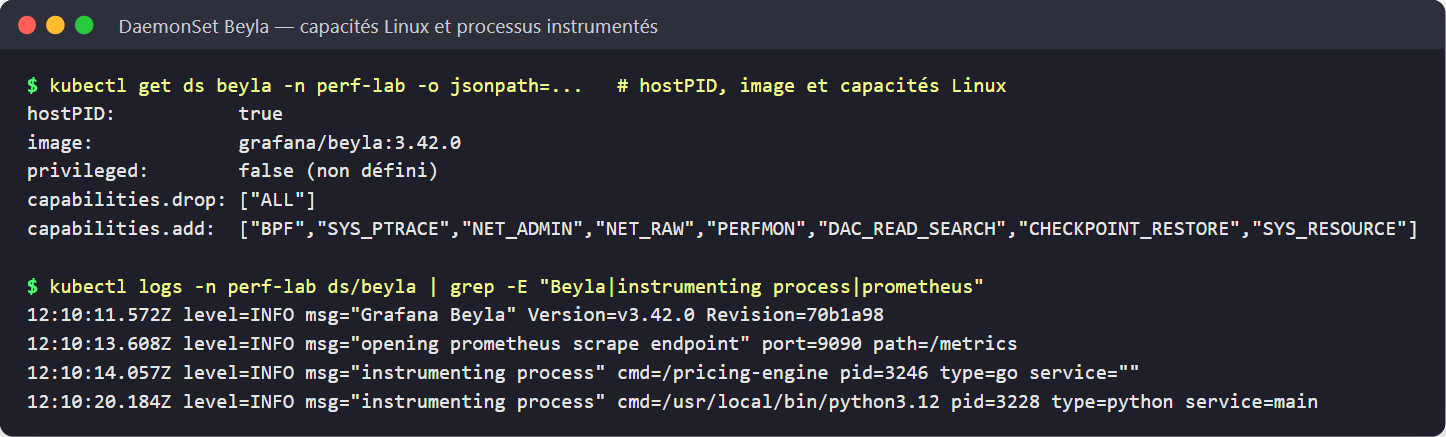 DaemonSet Beyla — capacités Linux et processus instrumentés
$ kubectl get ds beyla -n perf-lab -o jsonpath=...   # hostPID, image et capacités Linux
hostPID:           true
image:             grafana/beyla:3.42.0
privileged:        false (non défini)
capabilities.drop: ["ALL"]
capabilities.add:  ["BPF","SYS_PTRACE","NET_ADMIN","NET_RAW","PERFMON","DAC_READ_SEARCH","CHECKPOINT_RESTORE","SYS_RESOURCE"]
$ kubectl logs -n perf-lab ds/beyla | grep -E "Beyla|instrumenting process|prometheus"
12:10:11.572Z level=INFO msg="Grafana Beyla" Version=v3.42.0 Revision=70b1a98
12:10:13.608Z level=INFO msg="opening prometheus scrape endpoint" port=9090 path=/metrics
12:10:14.057Z level=INFO msg="instrumenting process" cmd=/pricing-engine pid=3246 type=go service=""
12:10:20.184Z level=INFO msg="instrumenting process" cmd=/usr/local/bin/python3.12 pid=3228 type=python service=main